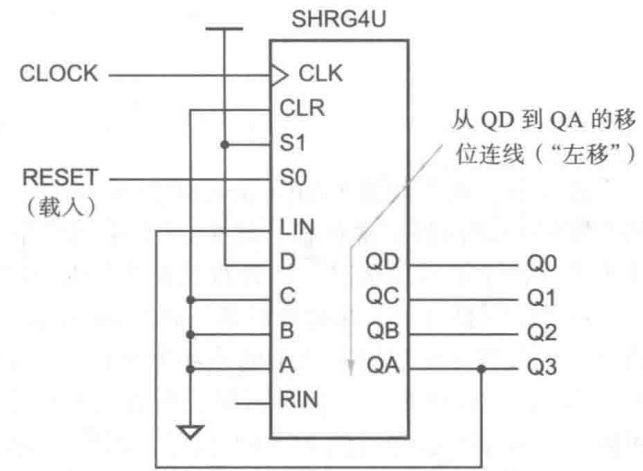 SHRG4U
CLOCK
CLK
CLR
S1
RESET
(载入)
S0
LIN
D
C
B
A
RIN
QD
QC
QB
QA
Q0
Q1
Q2
Q3
从 QD 到 QA 的移
位连线（“左移”）